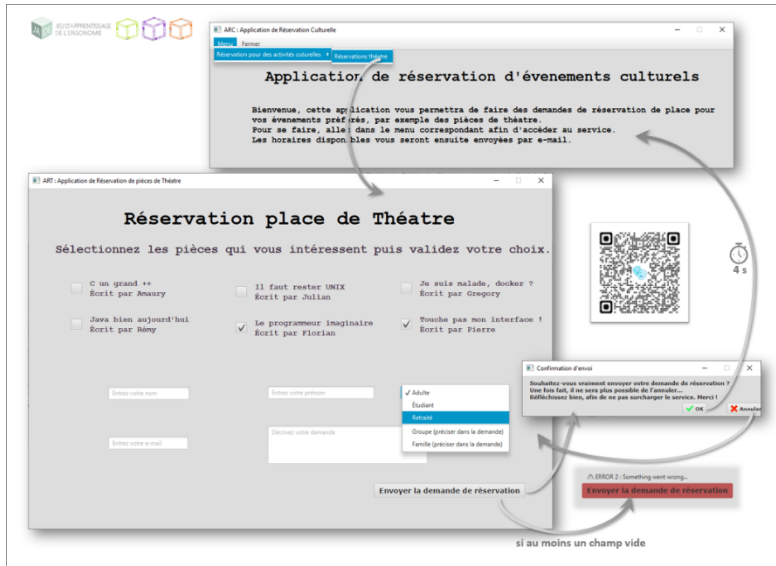 JEU D'APPRENTISSAGE
DE L'ERGONOMIE
ARC : Application de Réservation Culturelle
Menu Fermer
Réservation pour des activités cuturelles
Réservations théatre
Application de réservation d'évenements culturels
Bienvenue, cette application vous permettra de faire des demandes de réservation de place pour
vos évenements préférés, par exemple des pièces de théatre.
Pour se faire, allez dans le menu correspondant afin d'accéder au service.
Les horaires disponibles vous seront ensuite envoyées par e-mail.
ART : Application de Réservation de pièces de Théatre
Réservation place de Théatre
Sélectionnez les pièces qui vous intéressent puis validez votre choix.
C un grand ++
Écrit par Amaury
Il faut rester UNIX
Écrit par Julian
Je suis malade, docker ?
Écrit par Gregory
Java bien aujourd'hui
Écrit par Rémy
Le programmeur imaginaire
Écrit par Florian
Touche pas mon interface !
Écrit par Pierre
Entrez votre nom
Entrez votre prénom
Adulte
Étudiant
Retraité
Groupe (préciser dans la demande)
Famille (préciser dans la demande)
Entrez votre e-mail
Décrivez votre demande
Envoyer la demande de réservation
4 s
Confirmation d'envoi
Souhaitez-vous vraiment envoyer votre demande de réservation ?
Une fois fait, il ne sera plus possible de l'annuler...
Réfléchissez bien, afin de ne pas surcharger le service. Merci !
OK
Annuler
/!\ ERROR 2 : Something went wrong...
Envoyer la demande de réservation
si au moins un champ vide